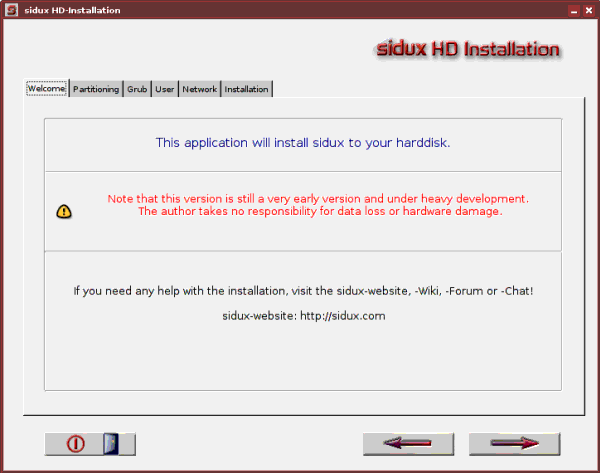 sidux HD-Installation
sidux HD Installation
Welcome Partitioning Grub User Network Installation
This application will install sidux to your harddisk.
Note that this version is still a very early version and under heavy development.
The author takes no responsibility for data loss or hardware damage.
If you need any help with the installation, visit the sidux-website, -Wiki, -Forum or -Chat!
sidux-website: http://sidux.com